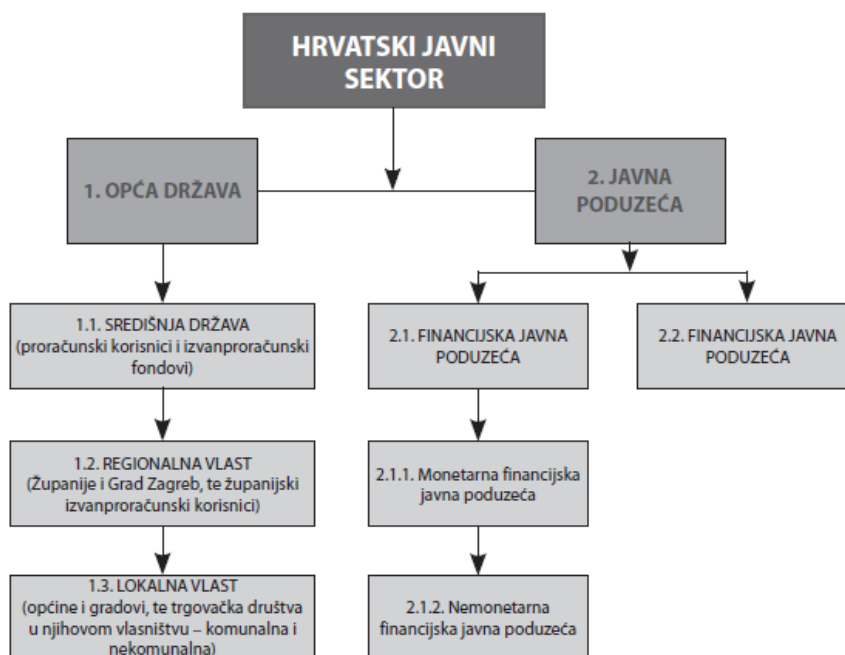 HRVATSKI JAVNI
SEKTOR
1. OPĆA DRŽAVA
2. JAVNA
PODUZEĆA
1.1. SREDIŠNJA DRŽAVA
(proračunski korisnici i izvanproračunski
fondovi)
2.1. FINANCIJSKA JAVNA
PODUZEĆA
2.2. FINANCIJSKA JAVNA
PODUZEĆA
1.2. REGIONALNA VLAST
(Županije i Grad Zagreb, te županijski
izvanproračunski korisnici)
2.1.1. Monetarna financijska
javna poduzeća
1.3. LOKALNA VLAST
(općine i gradovi, te trgovačka društva
u njihovom vlasništvu – komunalna i
nekomunalna)
2.1.2. Nemonetarna
financijska javna poduzeća